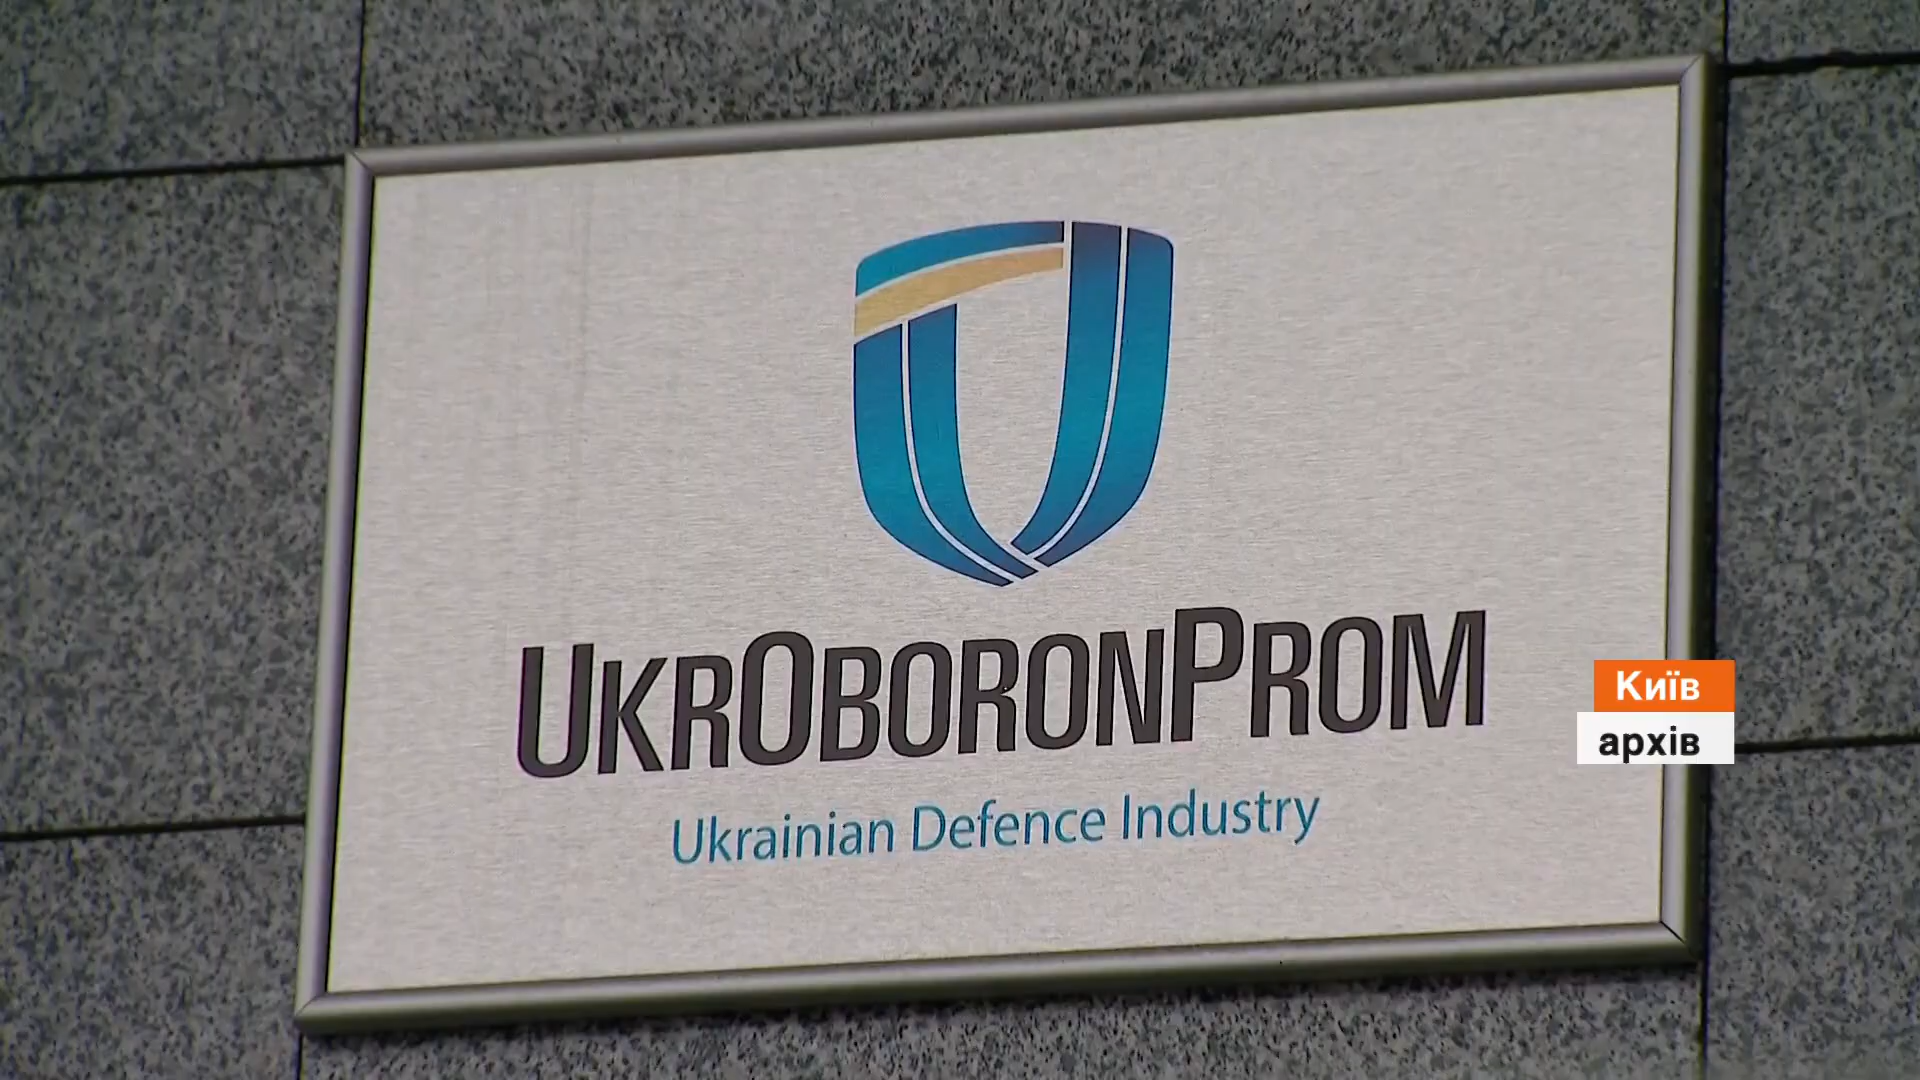 UKROBORONPROM
Ukrainian Defence Industry
Київ
архів